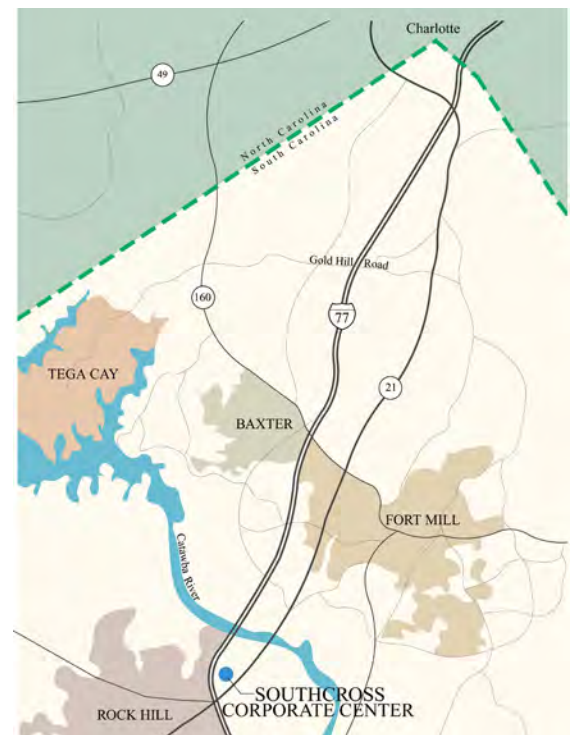 Charlotte
49
North Carolina
South Carolina
Gold Hill Road
160
77
TEGA CAY
21
BAXTER
FORT MILL
Catawba River
SOUTHCROSS
CORPORATE CENTER
ROCK HILL